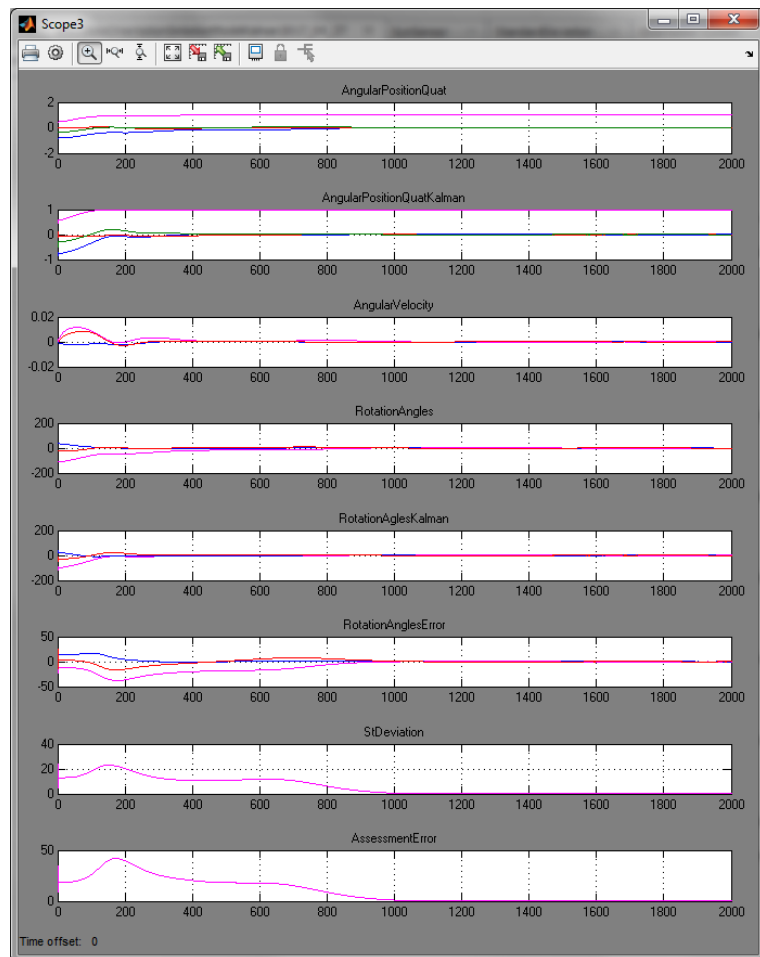 Scope3
AngularPositionQuat
2
0
-2
0 200 400 600 800 1000 1200 1400 1600 1800 2000
AngularPositionQuatKalman
1
0
-1
0 200 400 600 800 1000 1200 1400 1600 1800 2000
AngularVelocity
0.02
0
-0.02
0 200 400 600 800 1000 1200 1400 1600 1800 2000
RotationAngles
200
0
-200
0 200 400 600 800 1000 1200 1400 1600 1800 2000
RotationAglesKalman
200
0
-200
0 200 400 600 800 1000 1200 1400 1600 1800 2000
RotationAnglesError
50
0
-50
0 200 400 600 800 1000 1200 1400 1600 1800 2000
StDeviation
40
20
0
0 200 400 600 800 1000 1200 1400 1600 1800 2000
AssessmentError
50
0
0 200 400 600 800 1000 1200 1400 1600 1800 2000
Time offset: 0